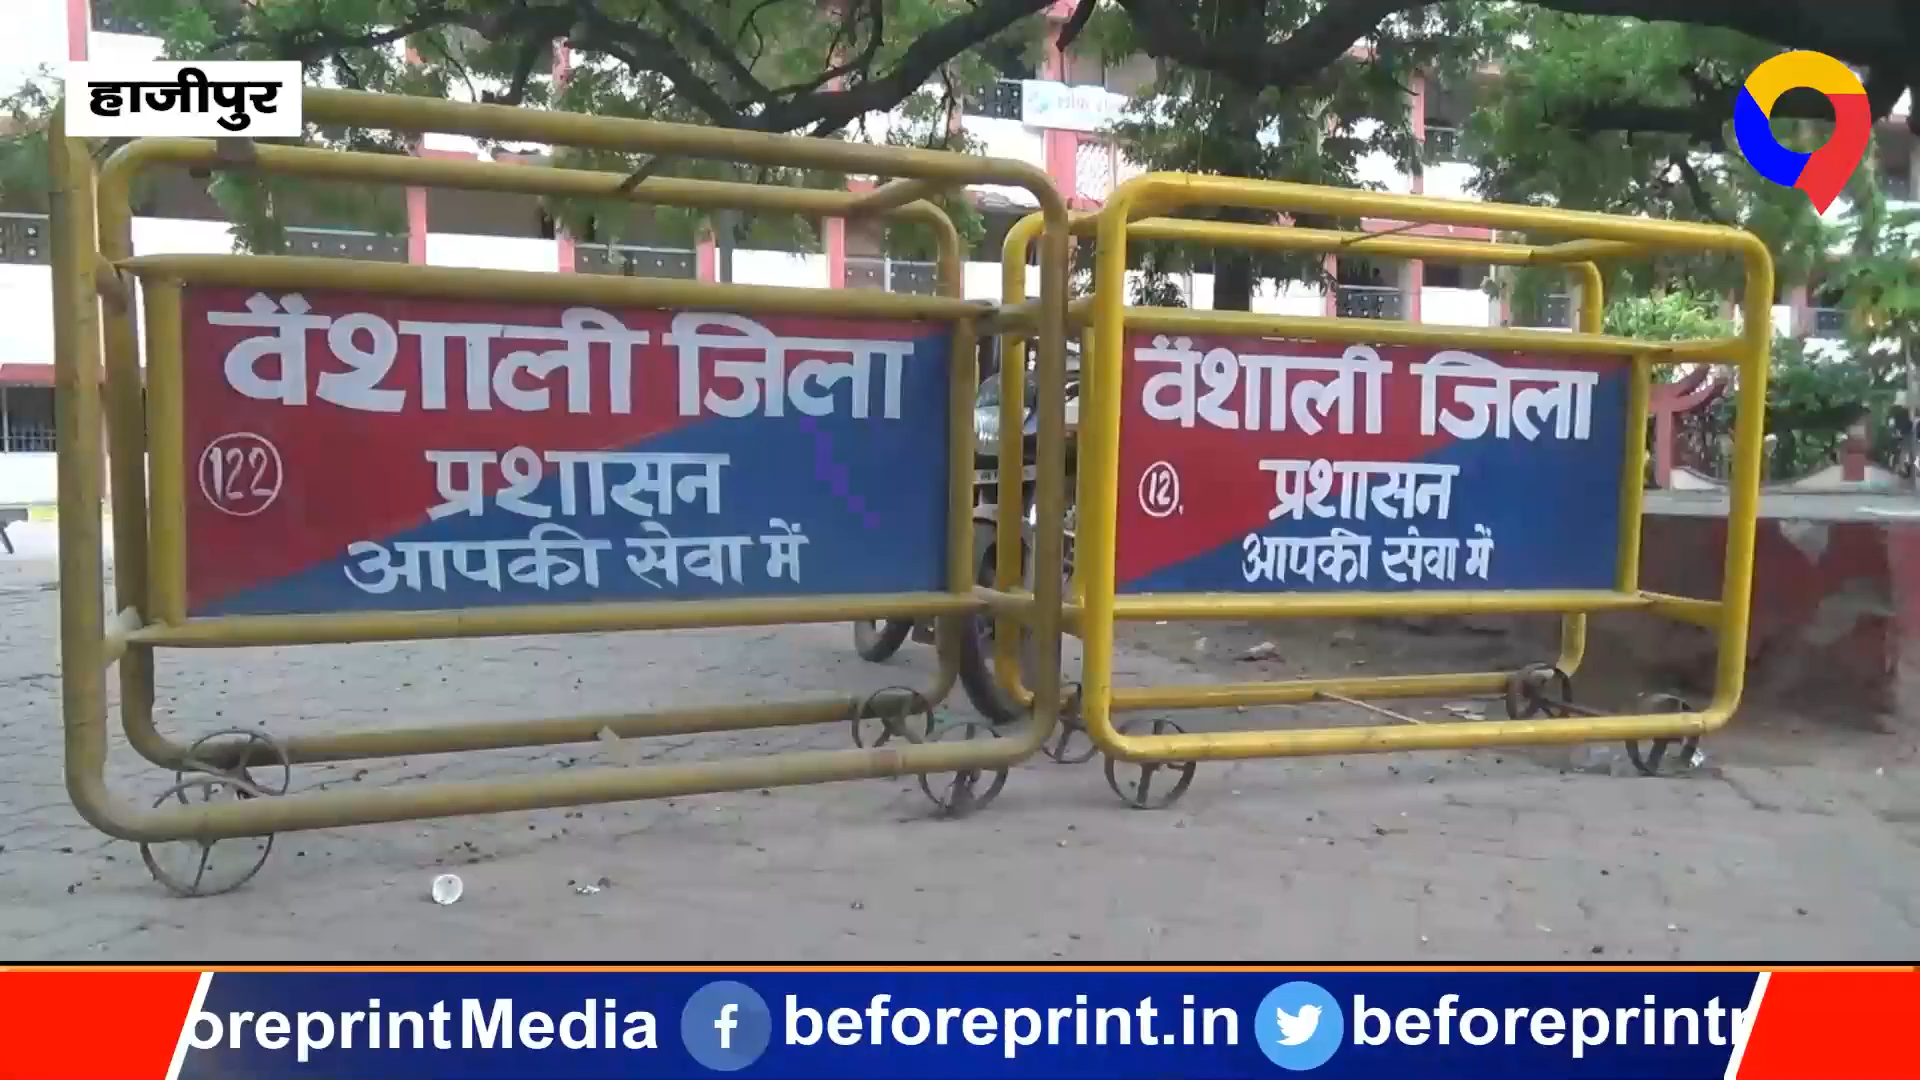 हाजीपुर
वैंशाली जिला
122
प्रशासन
आपकी सेवा में
वैंशाली जिला
12
प्रशासन
आपकी सेवा में
oreprint Media beforeprint.in beforeprint